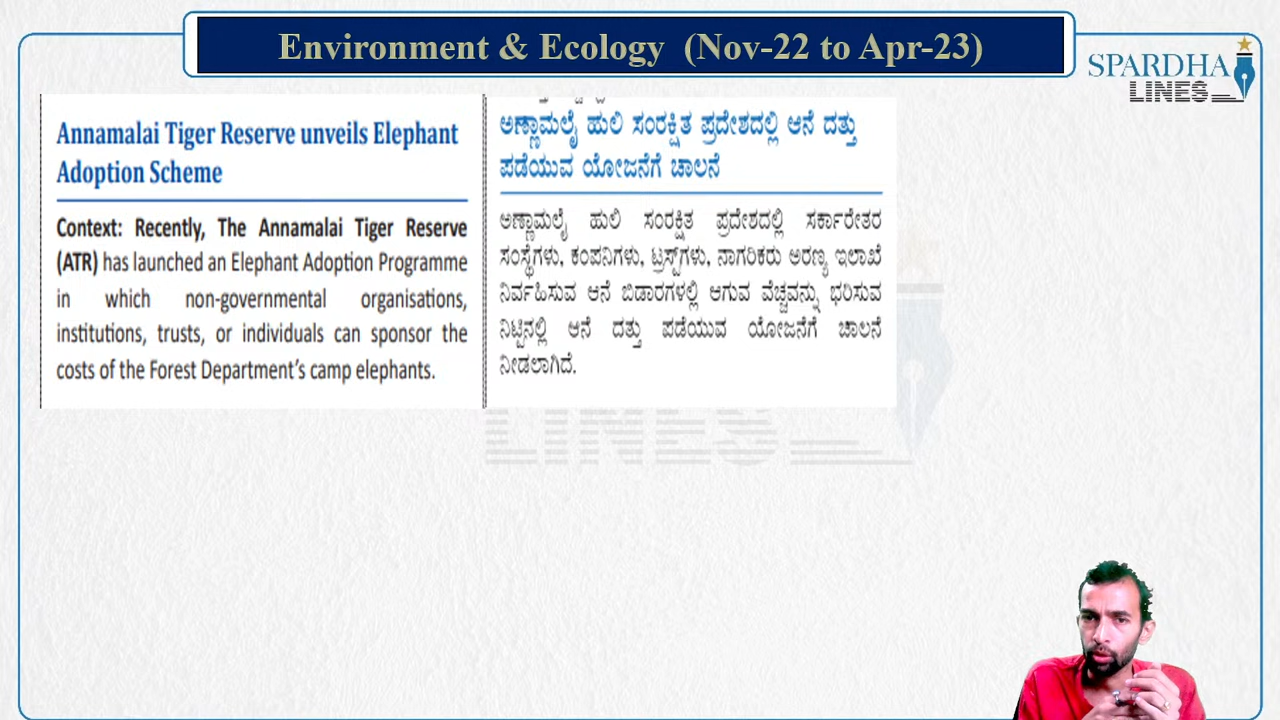 Environment & Ecology (Nov-22 to Apr-23)
SPARDHA
LINES
Annamalai Tiger Reserve unveils Elephant
Adoption Scheme
Context: Recently, The Annamalai Tiger Reserve
(ATR) has launched an Elephant Adoption Programme
in which non-governmental organisations,
institutions, trusts, or individuals can sponsor the
costs of the Forest Department’s camp elephants.
ಅಣ್ಣಾಮಲೈ ಹುಲಿ ಸಂರಕ್ಷಿತ ಪ್ರದೇಶದಲ್ಲಿ ಆನೆ ದತ್ತು
ಪಡೆಯುವ ಯೋಜನೆಗೆ ಚಾಲನೆ
ಅಣ್ಣಾಮಲೈ ಹುಲಿ ಸಂರಕ್ಷಿತ ಪ್ರದೇಶದಲ್ಲಿ ಸರ್ಕಾರೇತರ
ಸಂಸ್ಥೆಗಳು, ಕಂಪನಿಗಳು, ಟ್ರಸ್ಟ್‌ಗಳು, ನಾಗರಿಕರು ಅರಣ್ಯ ಇಲಾಖೆ
ನಿರ್ವಹಿಸುವ ಆನೆ ಬಿಡಾರಗಳಲ್ಲಿ ಆಗುವ ವೆಚ್ಚವನ್ನು ಭರಿಸುವ
ನಿಟ್ಟಿನಲ್ಲಿ ಆನೆ ದತ್ತು ಪಡೆಯುವ ಯೋಜನೆಗೆ ಚಾಲನೆ
ನೀಡಲಾಗಿದೆ.
LINES